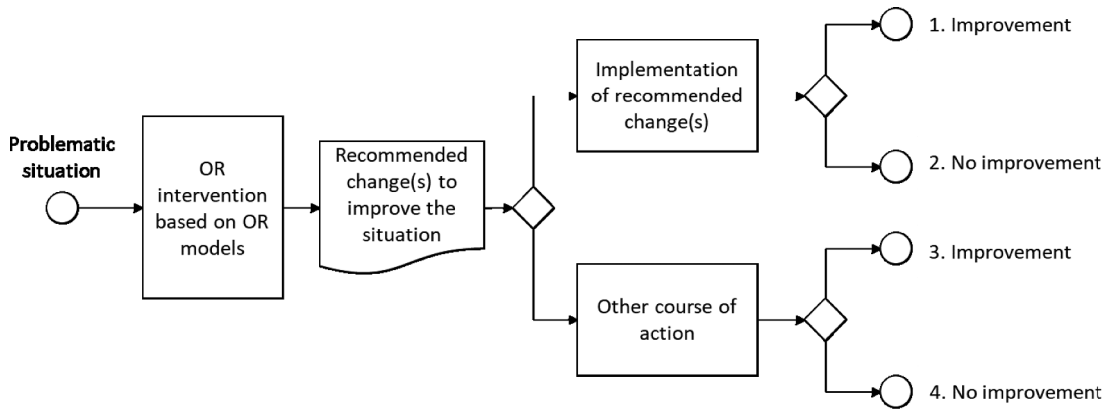 Problematic
situation
OR
intervention
based on OR
models
Recommended
change(s) to
improve the
situation
Implementation
of recommended
change(s)
1. Improvement
2. No improvement
Other course of
action
3. Improvement
4. No improvement